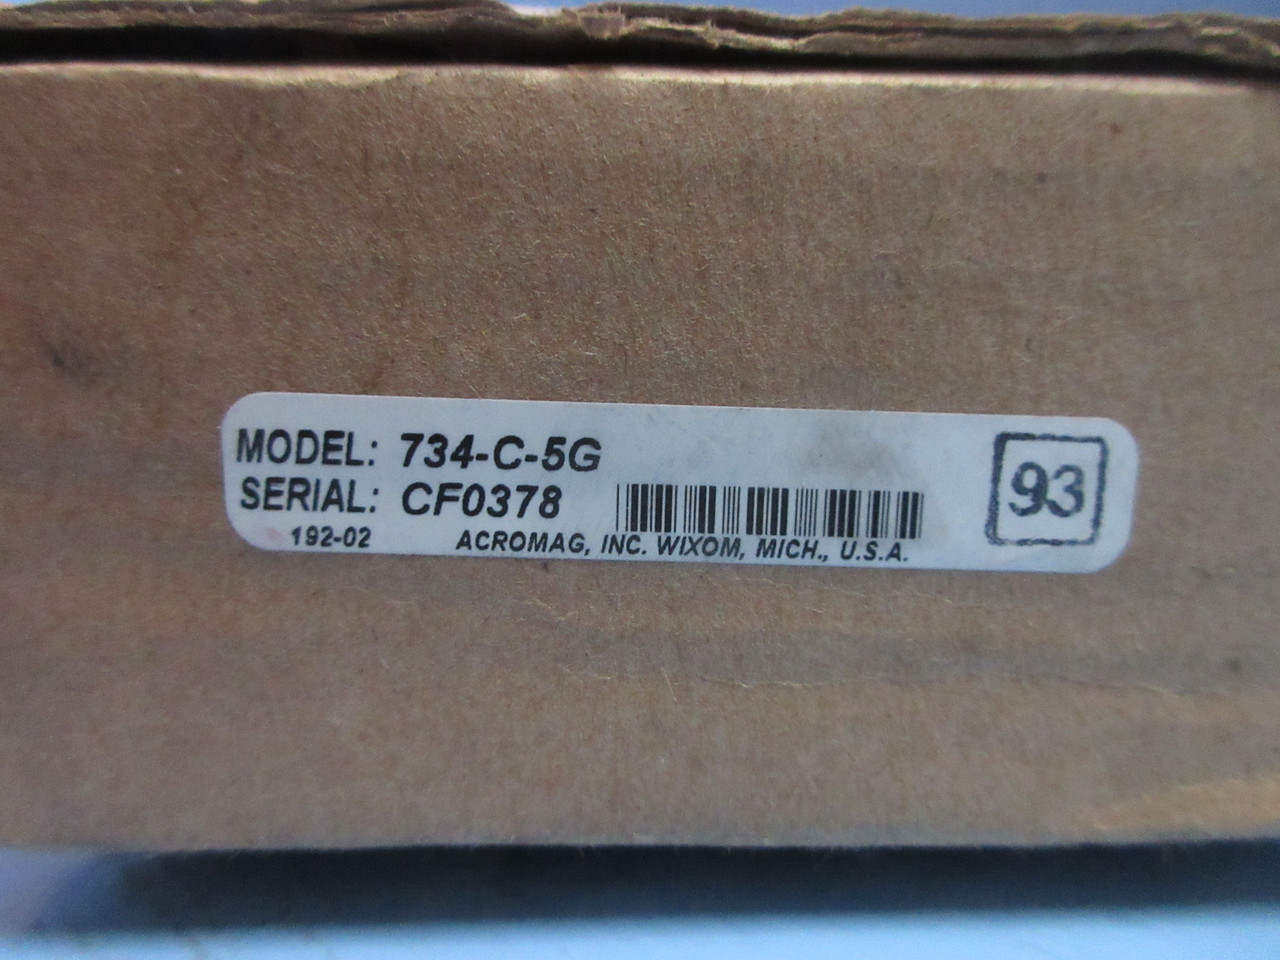 MODEL: 734-C-5G
SERIAL: CF0378
192-02 ACROMAG, INC. WIXOM, MICH., U.S.A.
93